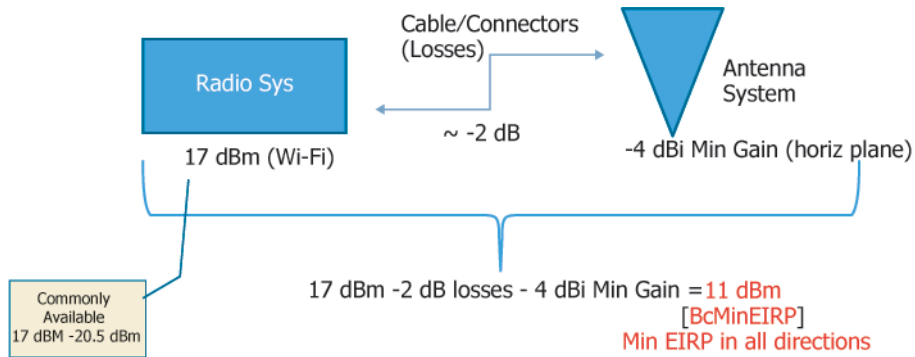 Cable/Connectors
(Losses)
Radio Sys
Antenna
System
~ -2 dB
17 dBm (Wi-Fi)
-4 dBi Min Gain (horiz plane)
17 dBm -2 dB losses - 4 dBi Min Gain =11 dBm
[BcMinEIRP]
Min EIRP in all directions
Commonly
Available
17 dBM -20.5 dBm